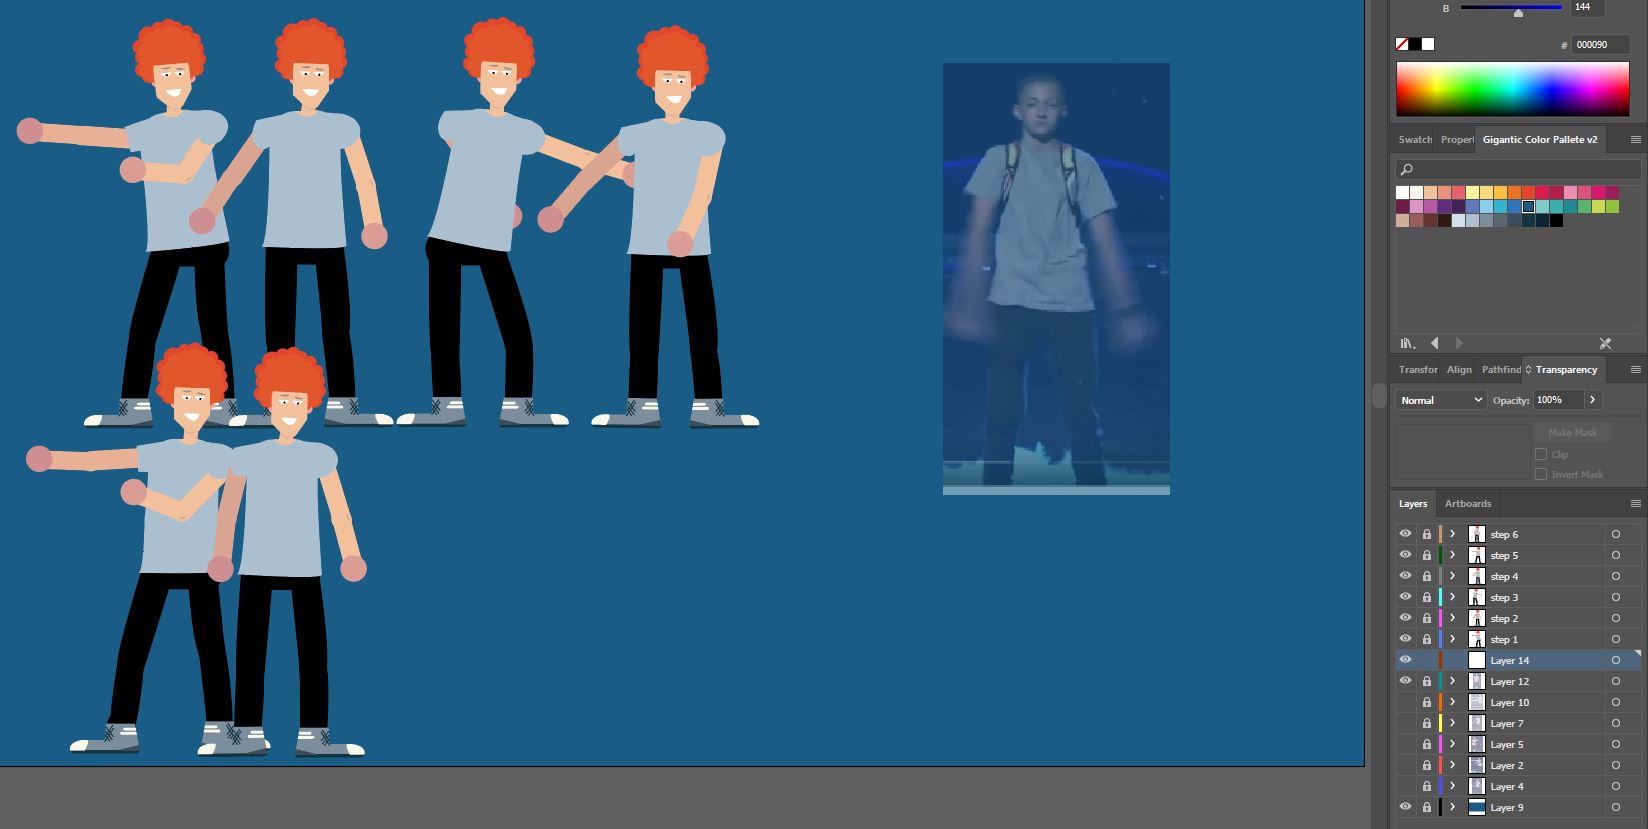 B 144
# 000090
Swatch Proper Gigantic Color Pallete v2
Transfor Align Pathfind Transparency
Normal Opacity: 100%
Make Mask
Clip
Invert Mask
Layers Artboards
step 6
step 5
step 4
step 3
step 2
step 1
Layer 14
Layer 12
Layer 10
Layer 7
Layer 5
Layer 2
Layer 4
Layer 9